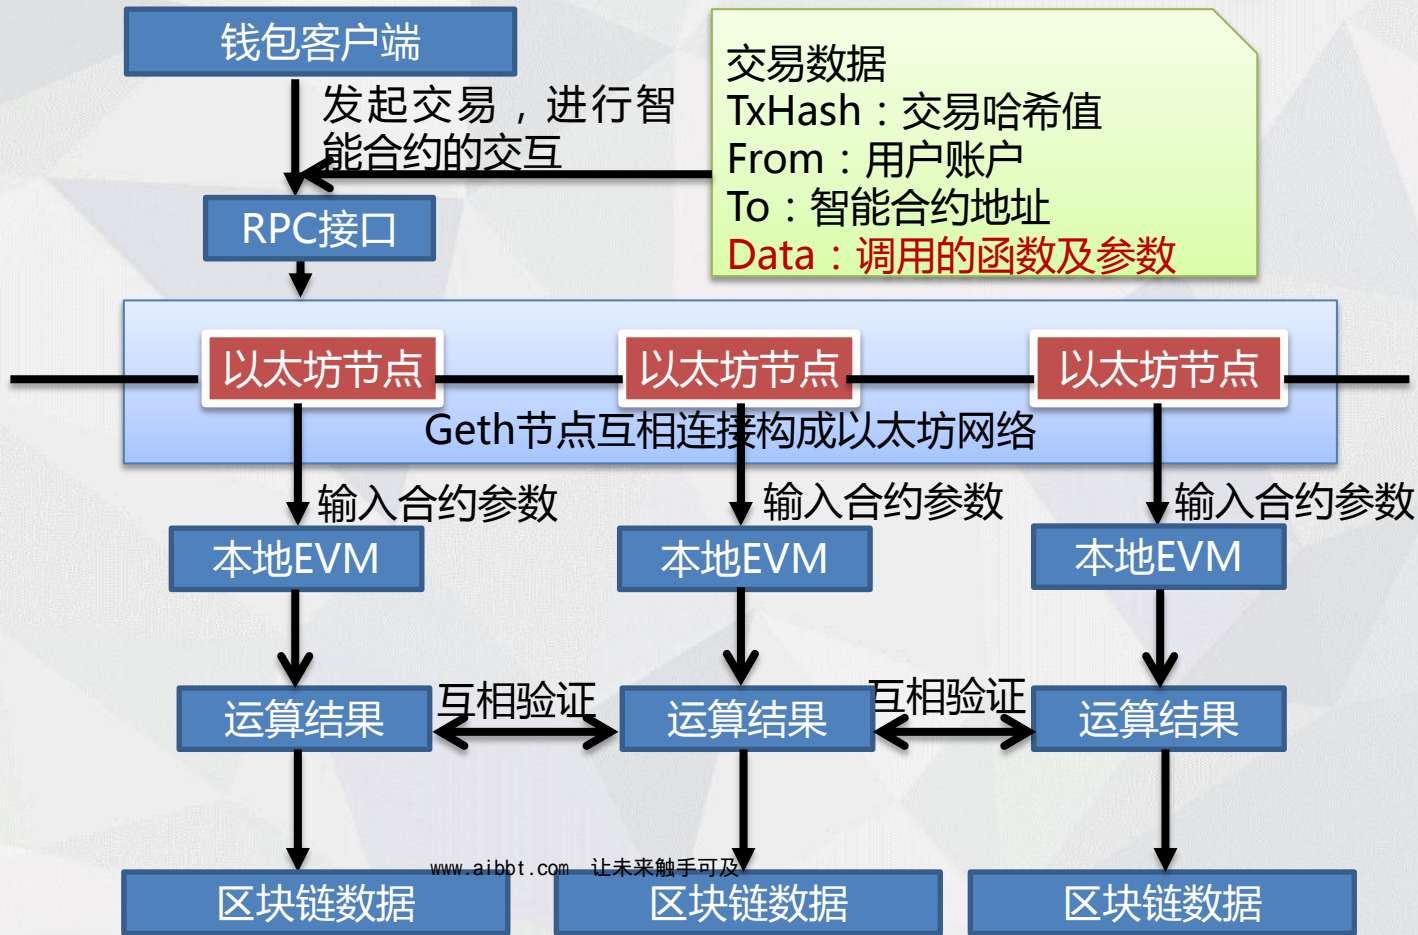 钱包客户端
发起交易，进行智
能合约的交互
交易数据
TxHash：交易哈希值
From：用户账户
To：智能合约地址
Data：调用的函数及参数
RPC接口
以太坊节点
以太坊节点
以太坊节点
Geth节点互相连接构成以太坊网络
输入合约参数
输入合约参数
输入合约参数
本地EVM
本地EVM
本地EVM
运算结果
互相验证
运算结果
互相验证
运算结果
www.aibbt.com 让未来触手可及
区块链数据
区块链数据
区块链数据